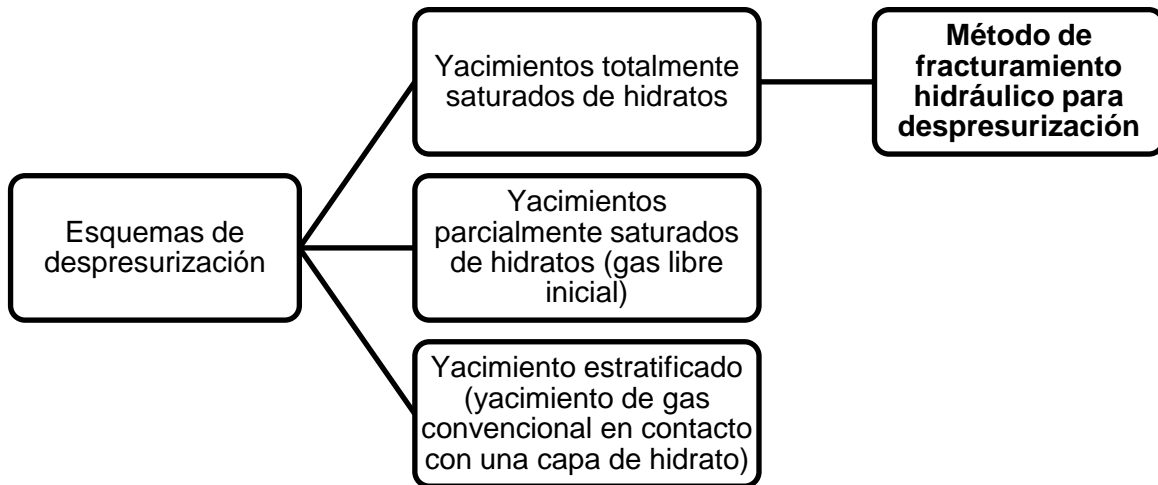 Esquemas de
despresurización
Yacimientos totalmente
saturados de hidratos
Método de
fracturamiento
hidráulico para
despresurización
Yacimientos
parcialmente saturados
de hidratos (gas libre
inicial)
Yacimiento estratificado
(yacimiento de gas
convencional en contacto
con una capa de hidrato)